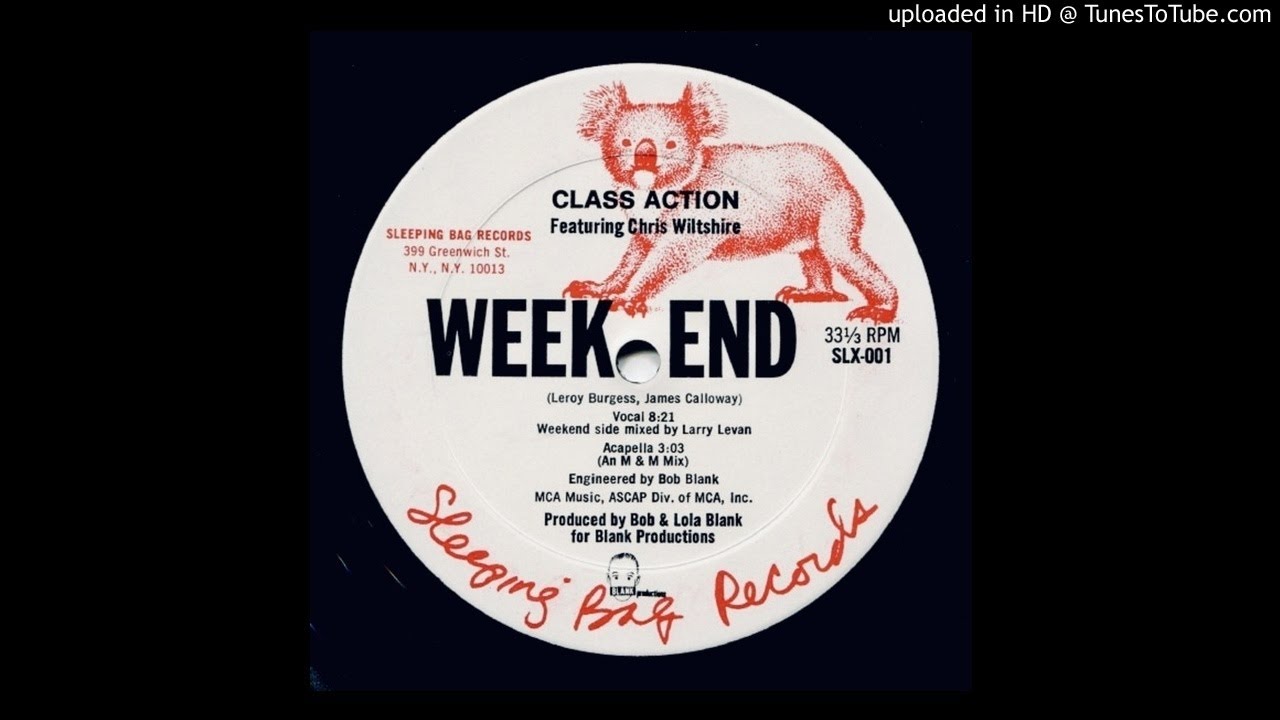 uploaded in HD @ TunesToTube.com
CLASS ACTION
Featuring Chris Wiltshire
SLEEPING BAG RECORDS
399 Greenwich St.
N.Y., N.Y. 10013
WEEK END
33⅓ RPM
SLX-001
(Leroy Burgess, James Calloway)
Vocal 8:21
Weekend side mixed by Larry Levan
Acapella 3:03
(An M & M Mix)
Engineered by Bob Blank
MCA Music, ASCAP Div. of MCA, Inc.
Produced by Bob & Lola Blank
for Blank Productions
BLANK productions
Sleeping Bag Records